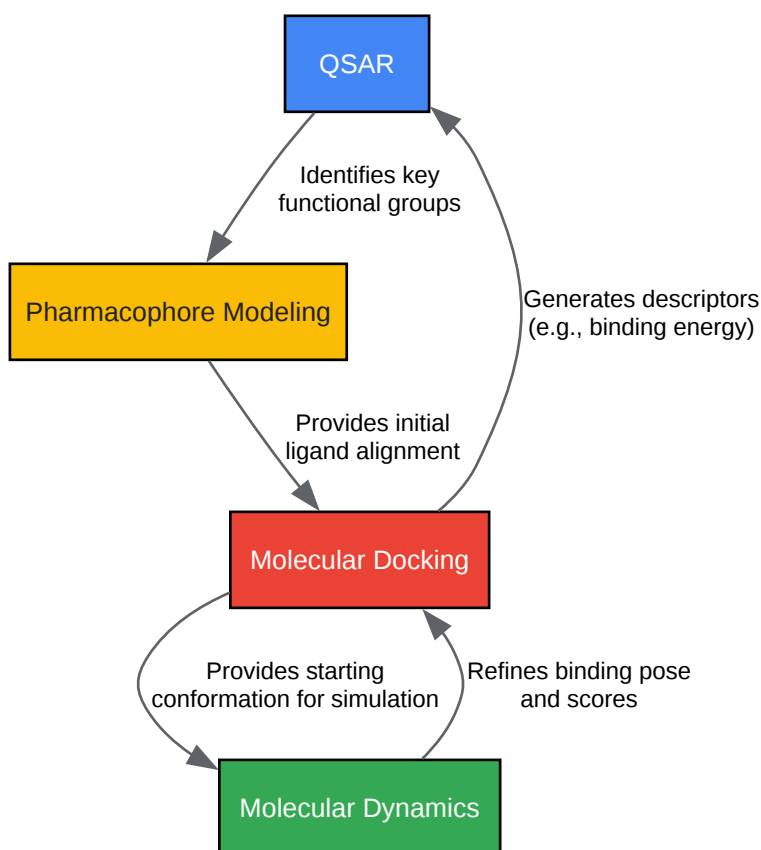 QSAR
Identifies key
functional groups
Pharmacophore Modeling
Generates descriptors
(e.g., binding energy)
Provides initial
ligand alignment
Molecular Docking
Provides starting
conformation for simulation
Refines binding pose
and scores
Molecular Dynamics